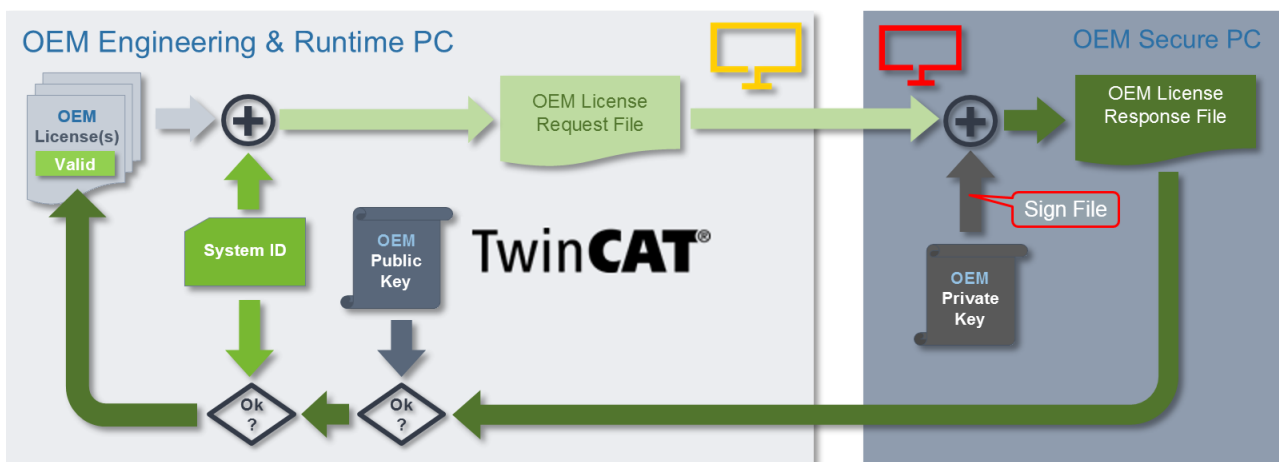 OEM Engineering & Runtime PC
OEM Secure PC
OEM
License(s)
Valid
OEM License
Request File
OEM License
Response File
Sign File
System ID
OEM
Public
Key
TwinCAT®
OEM
Private
Key
Ok
?
Ok
?